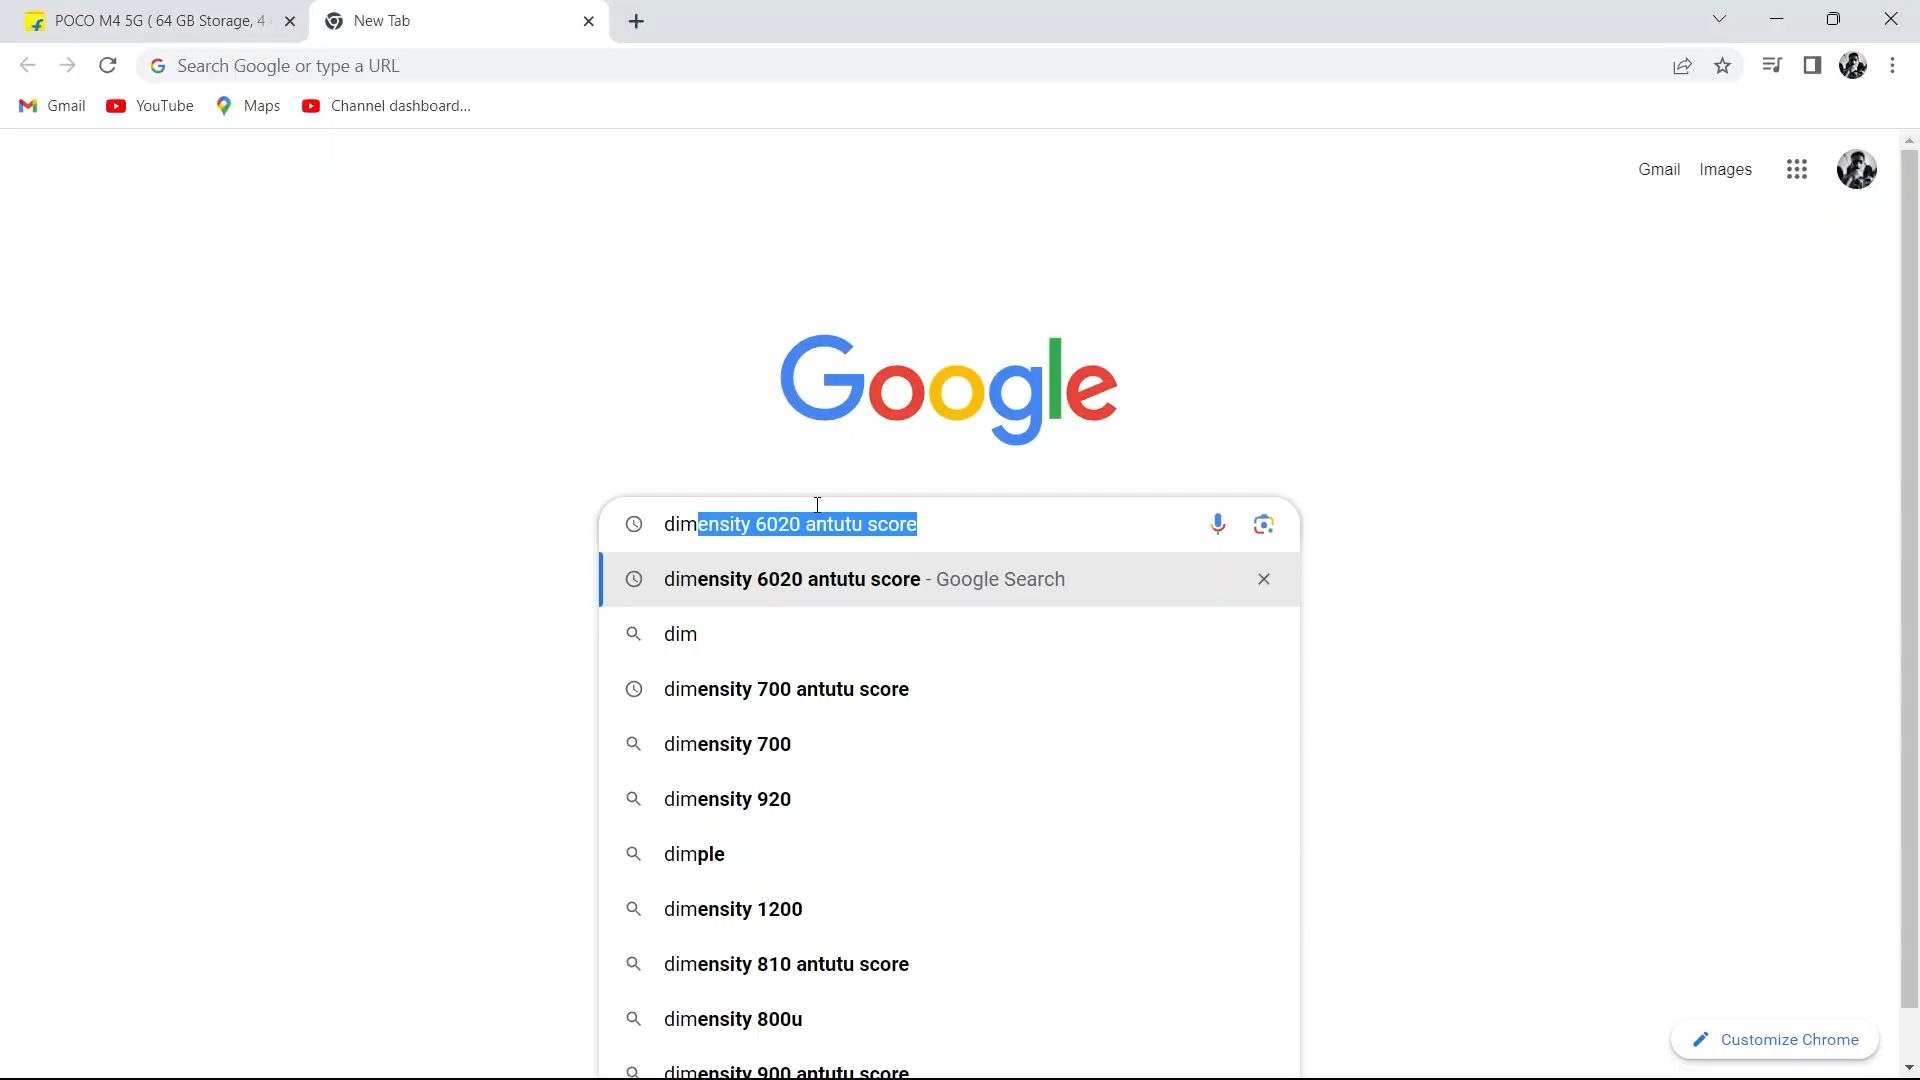 POCO M4 5G ( 64 GB Storage, 4
New Tab
Search Google or type a URL
Gmail
YouTube
Maps
Channel dashboard...
Gmail
Images
Google
dimensity 6020 antutu score
dimensity 6020 antutu score - Google Search
dim
dimensity 700 antutu score
dimensity 700
dimensity 920
dimple
dimensity 1200
dimensity 810 antutu score
dimensity 800u
dimensity 900 antutu score
Customize Chrome